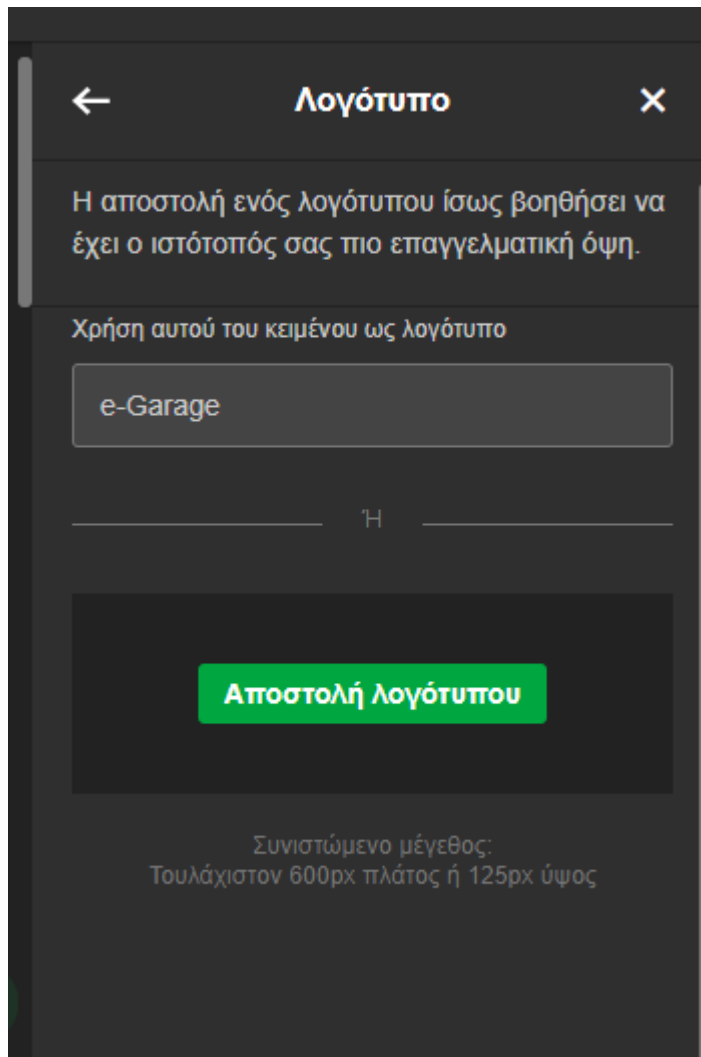 Λογότυπο
Η αποστολή ενός λογότυπου ίσως βοηθήσει να
έχει ο ιστότοπός σας πιο επαγγελματική όψη.
Χρήση αυτού του κειμένου ως λογότυπο
e-Garage
Ή
Αποστολή λογότυπου
Συνιστώμενο μέγεθος:
Τουλάχιστον 600px πλάτος ή 125px ύψος